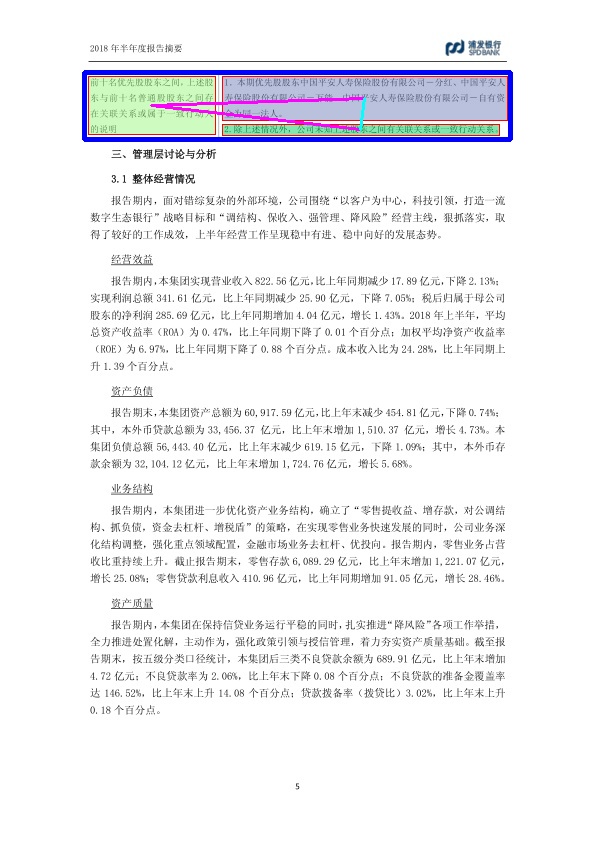 2018 年半年度报告摘要
浦发银行
SPD BANK
前十名优先股股东之间，上述股
东与前十名普通股股东之间存
在关联关系或属于一致行动人
的说明
1、本期优先股股东中国平安人寿保险股份有限公司－分红、中国平安人
寿保险股份有限公司－万能、中国平安人寿保险股份有限公司－自有资
金为同一法人。
2.除上述情况外，公司未知上述股东之间有关联关系或一致行动关系。
三、管理层讨论与分析
3.1 整体经营情况
报告期内，面对错综复杂的外部环境，公司围绕“以客户为中心，科技引领，打造一流
数字生态银行”战略目标和“调结构、保收入、强管理、降风险”经营主线，狠抓落实，取
得了较好的工作成效，上半年经营工作呈现稳中有进、稳中向好的发展态势。
经营效益
报告期内，本集团实现营业收入 822.56 亿元，比上年同期减少 17.89 亿元，下降 2.13%；
实现利润总额 341.61 亿元，比上年同期减少 25.90 亿元，下降 7.05%；税后归属于母公司
股东的净利润 285.69 亿元，比上年同期增加 4.04 亿元，增长 1.43%。2018 年上半年，平均
总资产收益率（ROA）为 0.47%，比上年同期下降了 0.01 个百分点；加权平均净资产收益率
（ROE）为 6.97%，比上年同期下降了 0.88 个百分点。成本收入比为 24.28%，比上年同期上
升 1.39 个百分点。
资产负债
报告期末，本集团资产总额为 60,917.59 亿元，比上年末减少 454.81 亿元，下降 0.74%；
其中，本外币贷款总额为 33,456.37 亿元，比上年末增加 1,510.37 亿元，增长 4.73%。本
集团负债总额 56,443.40 亿元，比上年末减少 619.15 亿元，下降 1.09%；其中，本外币存
款余额为 32,104.12 亿元，比上年末增加 1,724.76 亿元，增长 5.68%。
业务结构
报告期内，本集团进一步优化资产业务结构，确立了“零售提收益、增存款，对公调结
构、抓负债，资金去杠杆、增税盾”的策略，在实现零售业务快速发展的同时，公司业务深
化结构调整，强化重点领域配置，金融市场业务去杠杆、优投向。报告期内，零售业务占营
收比重持续上升。截止报告期末，零售存款 6,089.29 亿元，比上年末增加 1,221.07 亿元，
增长 25.08%；零售贷款利息收入 410.96 亿元，比上年同期增加 91.05 亿元，增长 28.46%。
资产质量
报告期内，本集团在保持信贷业务运行平稳的同时，扎实推进“降风险”各项工作举措，
全力推进处置化解，主动作为，强化政策引领与授信管理，着力夯实资产质量基础。截至报
告期末，按五级分类口径统计，本集团后三类不良贷款余额为 689.91 亿元，比上年末增加
4.72 亿元；不良贷款率为 2.06%，比上年末下降 0.08 个百分点；不良贷款的准备金覆盖率
达 146.52%，比上年末上升 14.08 个百分点；贷款拨备率（拨贷比）3.02%，比上年末上升
0.18 个百分点。
5